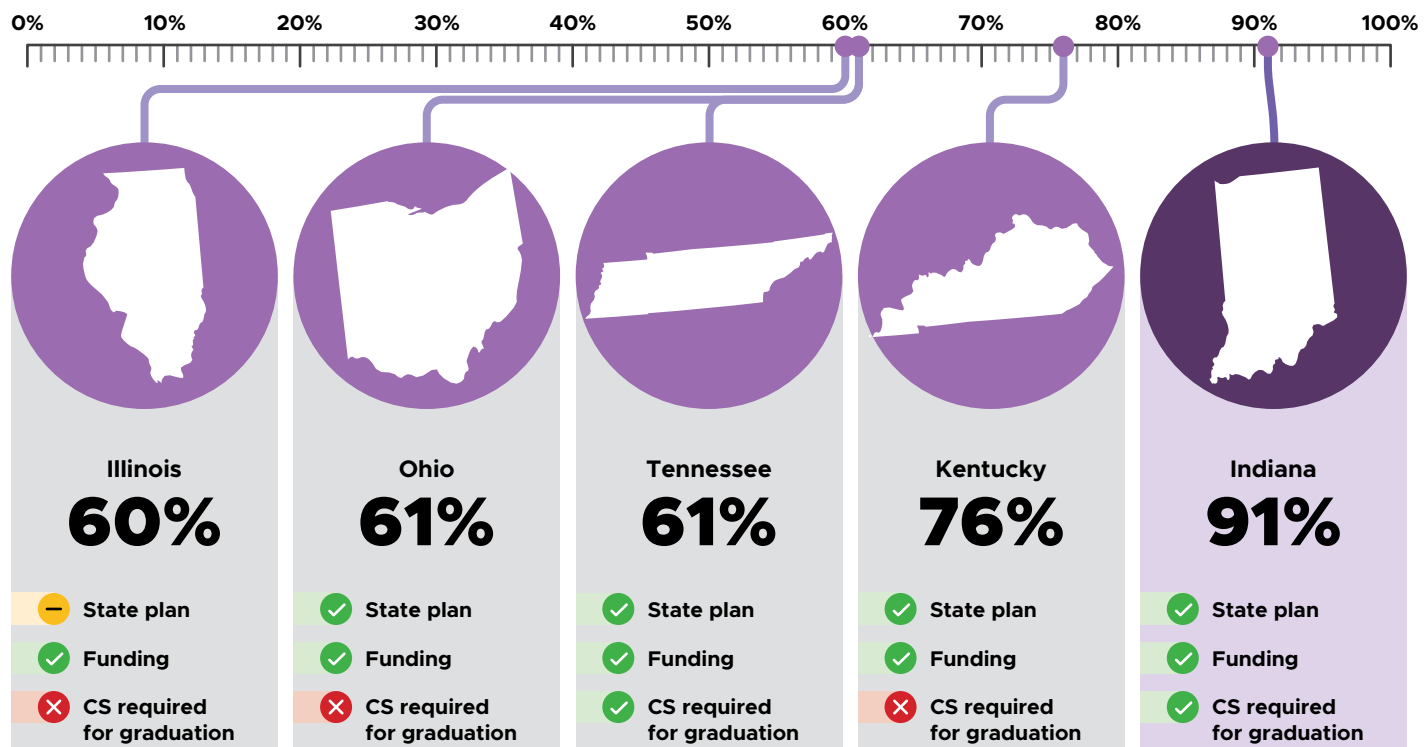 0% 10% 20% 30% 40% 50% 60% 70% 80% 90% 100%
Illinois
60%
State plan
Funding
CS required
for graduation
Ohio
61%
State plan
Funding
CS required
for graduation
Tennessee
61%
State plan
Funding
CS required
for graduation
Kentucky
76%
State plan
Funding
CS required
for graduation
Indiana
91%
State plan
Funding
CS required
for graduation